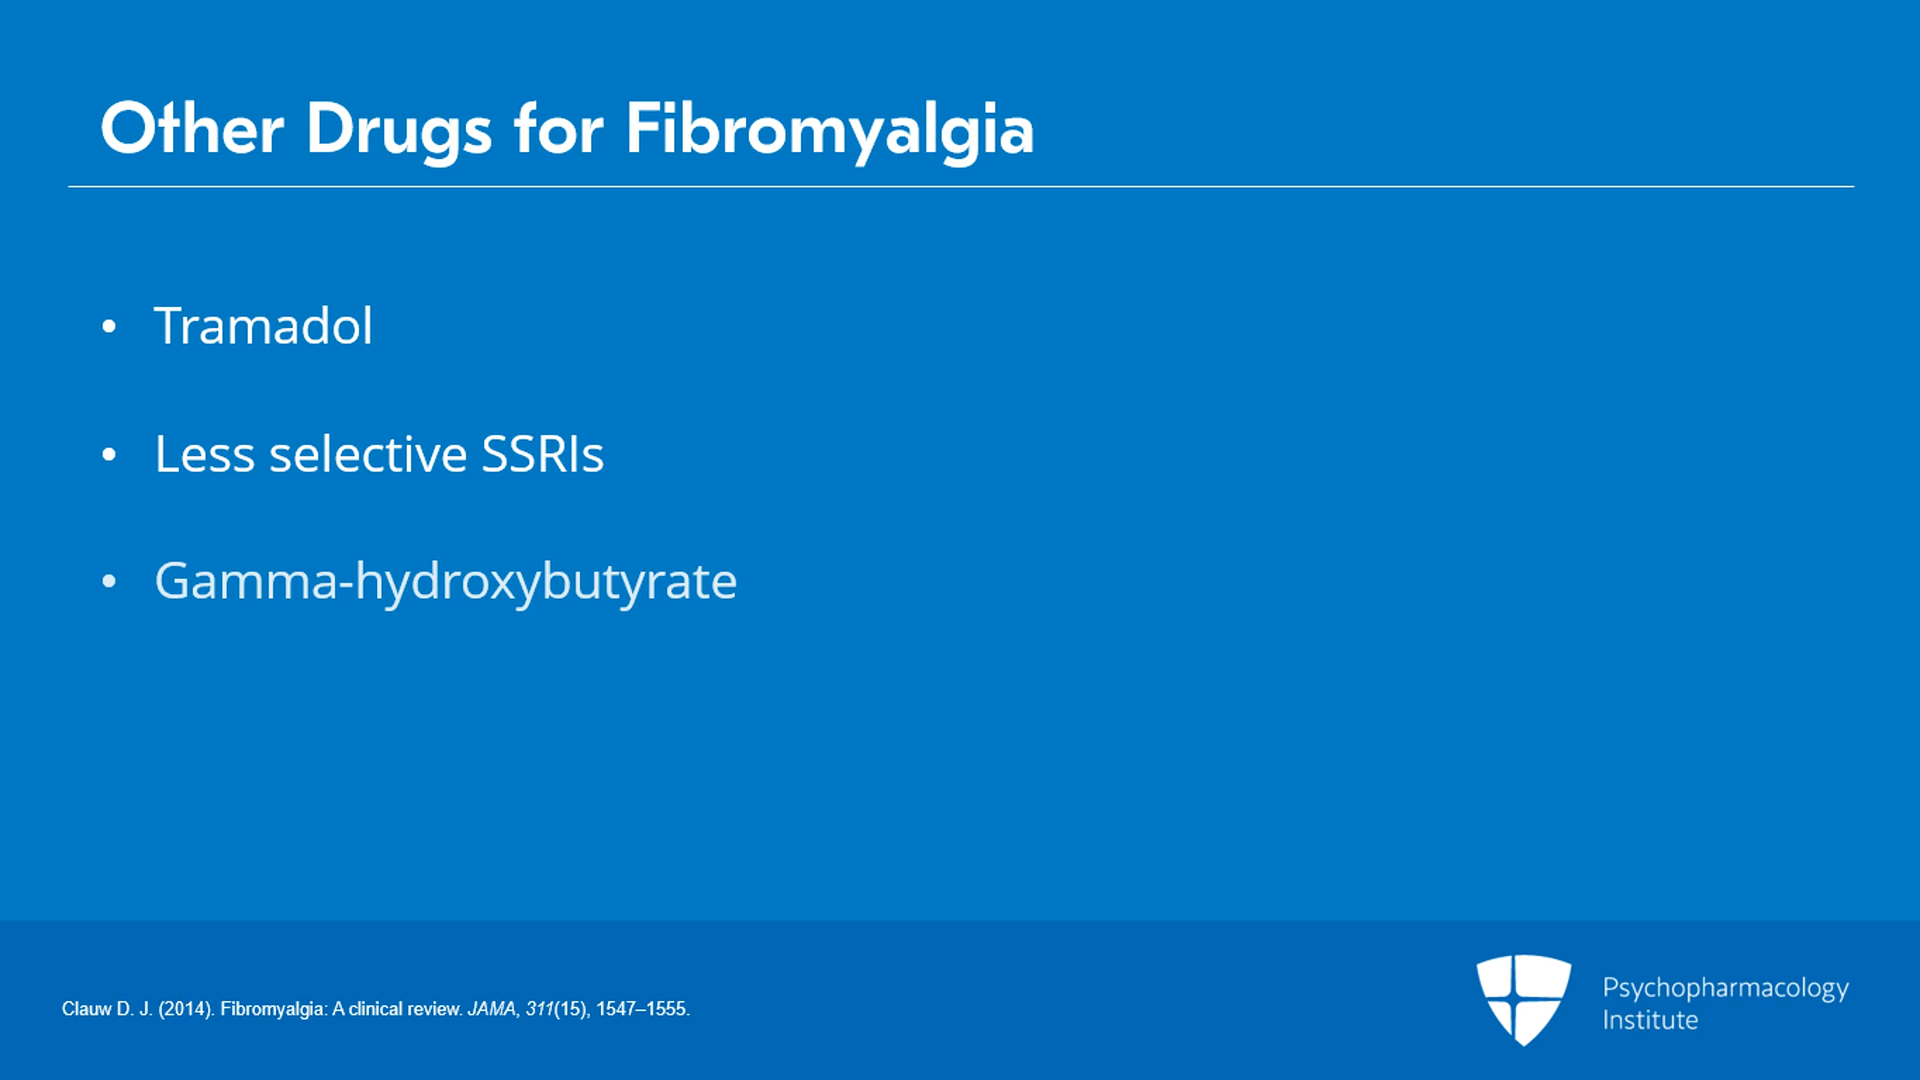 Other Drugs for Fibromyalgia
• Tramadol
• Less selective SSRIs
• Gamma-hydroxybutyrate
Clauw D. J. (2014). Fibromyalgia: A clinical review. JAMA, 311(15), 1547–1555.
Psychopharmacology
Institute